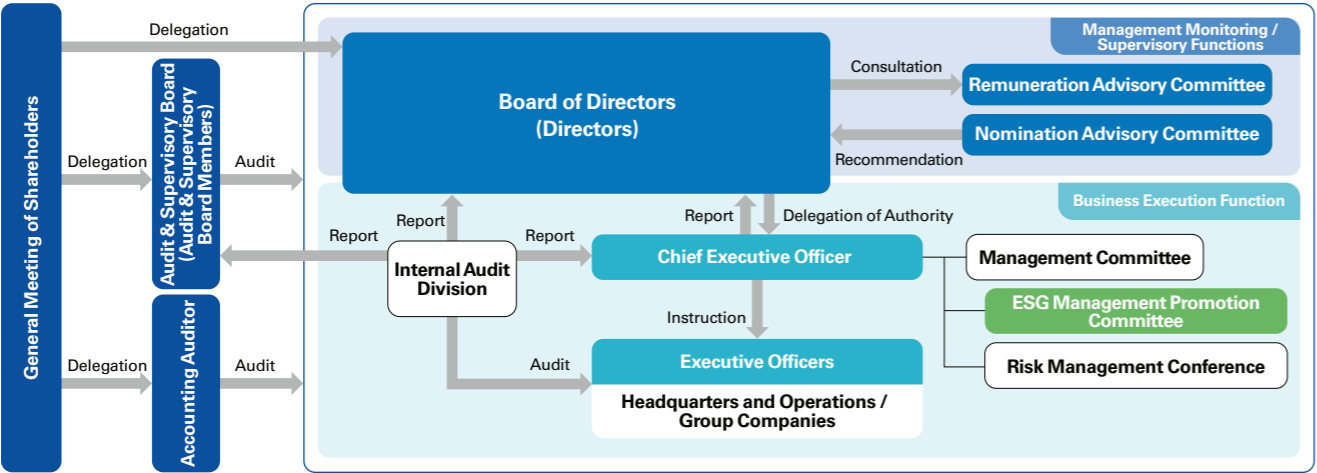 General Meeting of Shareholders
Delegation
Delegation
Delegation
Audit & Supervisory Board
(Audit & Supervisory
Board Members)
Accounting Auditor
Audit
Audit
Management Monitoring /
Supervisory Functions
Board of Directors
(Directors)
Consultation
Remuneration Advisory Committee
Nomination Advisory Committee
Recommendation
Business Execution Function
Report
Report
Report
Internal Audit
Division
Report
Delegation of Authority
Chief Executive Officer
Management Committee
ESG Management Promotion
Committee
Risk Management Conference
Instruction
Audit
Executive Officers
Headquarters and Operations /
Group Companies